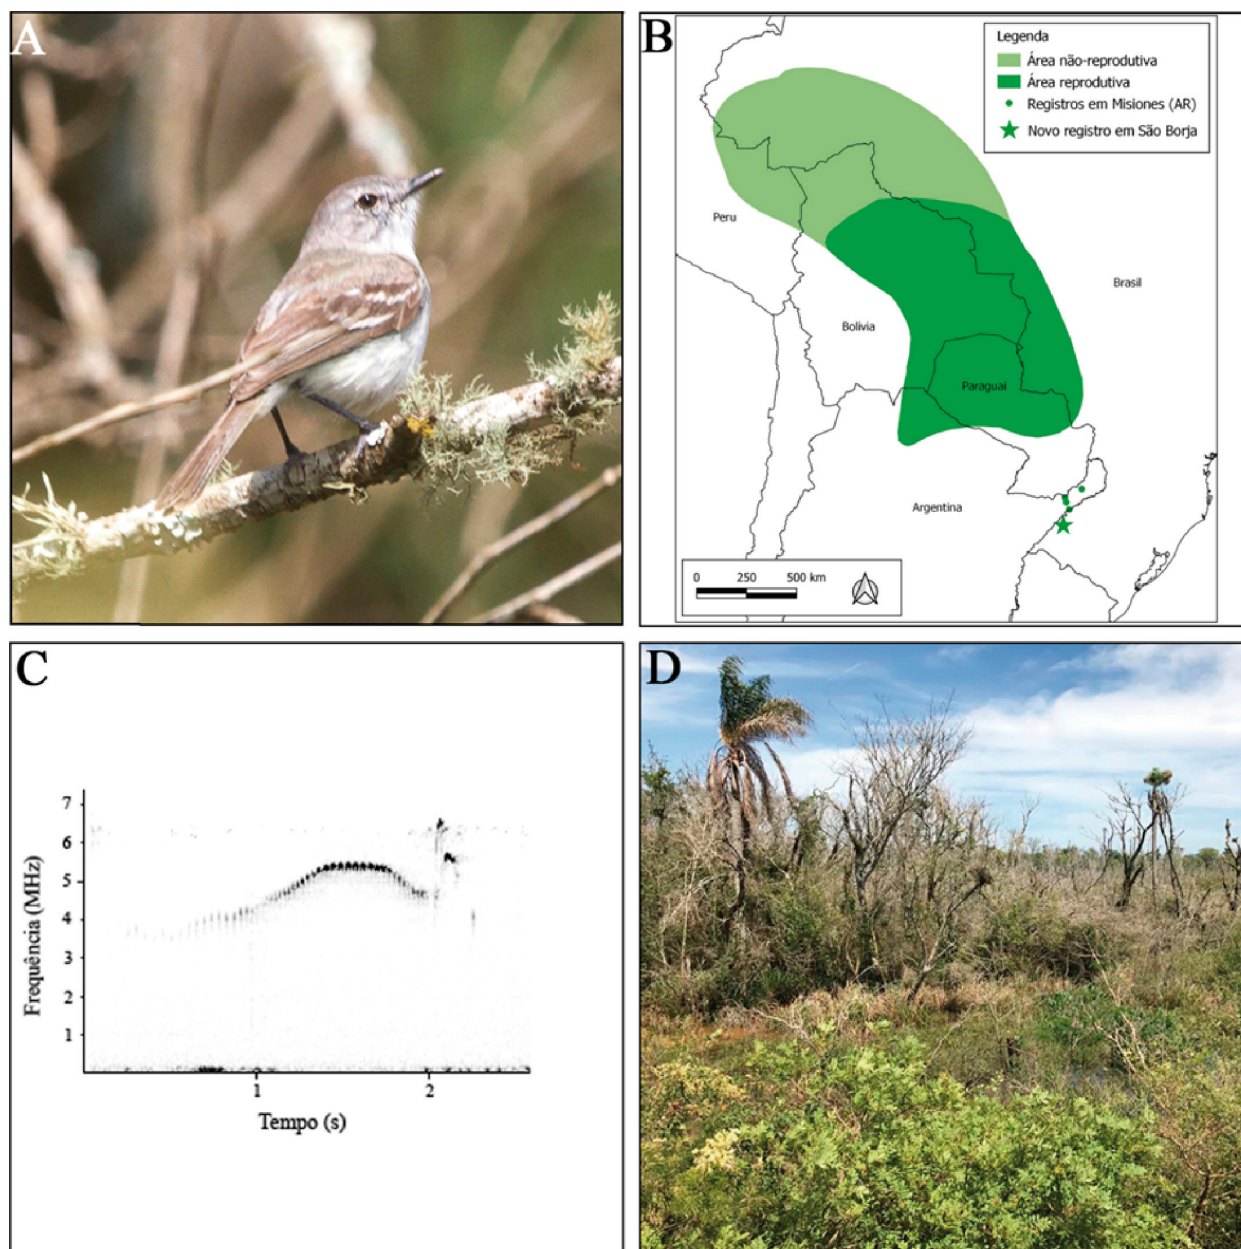 A
B
Legenda
Área não-reprodutiva
Área reprodutiva
Registros em Misiones (AR)
Novo registro em São Borja
Peru
Brasil
Bolivia
Paraguai
Argentina
0 250 500 km
C
7
6
5
4
3
2
1
Frequência (MHz)
1 2
Tempo (s)
D